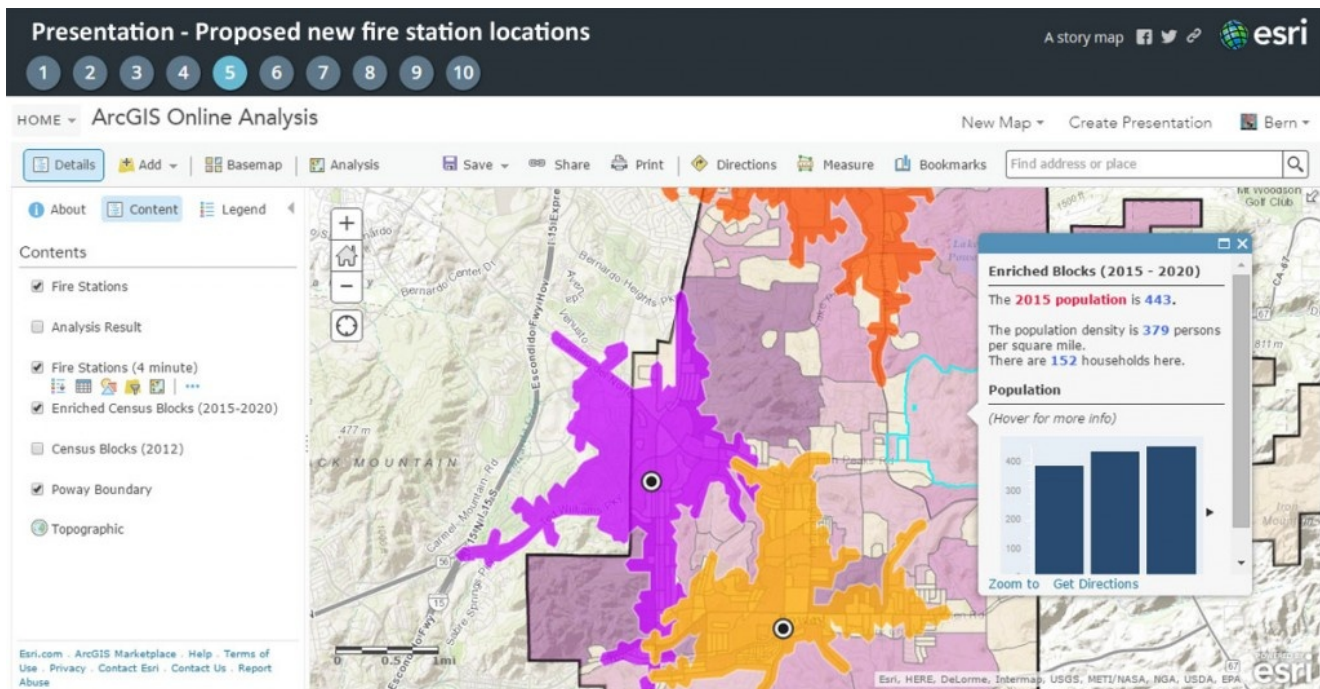 Presentation - Proposed new fire station locations
A story map
esri
1 2 3 4 5 6 7 8 9 10
HOME
ArcGIS Online Analysis
New Map
Create Presentation
Bern
Details
Add
Basemap
Analysis
Save
Share
Print
Directions
Measure
Bookmarks
Find address or place
About
Content
Legend
Contents
Fire Stations
Analysis Result
Fire Stations (4 minute)
Enriched Census Blocks (2015-2020)
Census Blocks (2012)
Poway Boundary
Topographic
Esri.com . ArcGIS Marketplace . Help . Terms of
Use . Privacy . Contact Esri . Contact Us . Report
Abuse
Bernardo Center Dr
Bernardo Heights Pky
Venusto
477 m
Carmel Mountain Rd
56
15
Sabre Springs
0 0.5 1mi
1500 ft
Mt Woodson
Golf Club
CA-67
67
811 m
Enriched Blocks (2015 - 2020)
The 2015 population is 443.
The population density is 379 persons
per square mile.
There are 152 households here.
Population
(Hover for more info)
400
300
200
100
Zoom to
Get Directions
67
Esri, HERE, DeLorme, Intermap, USGS, METI/NASA, NGA, USDA, EPA
esri